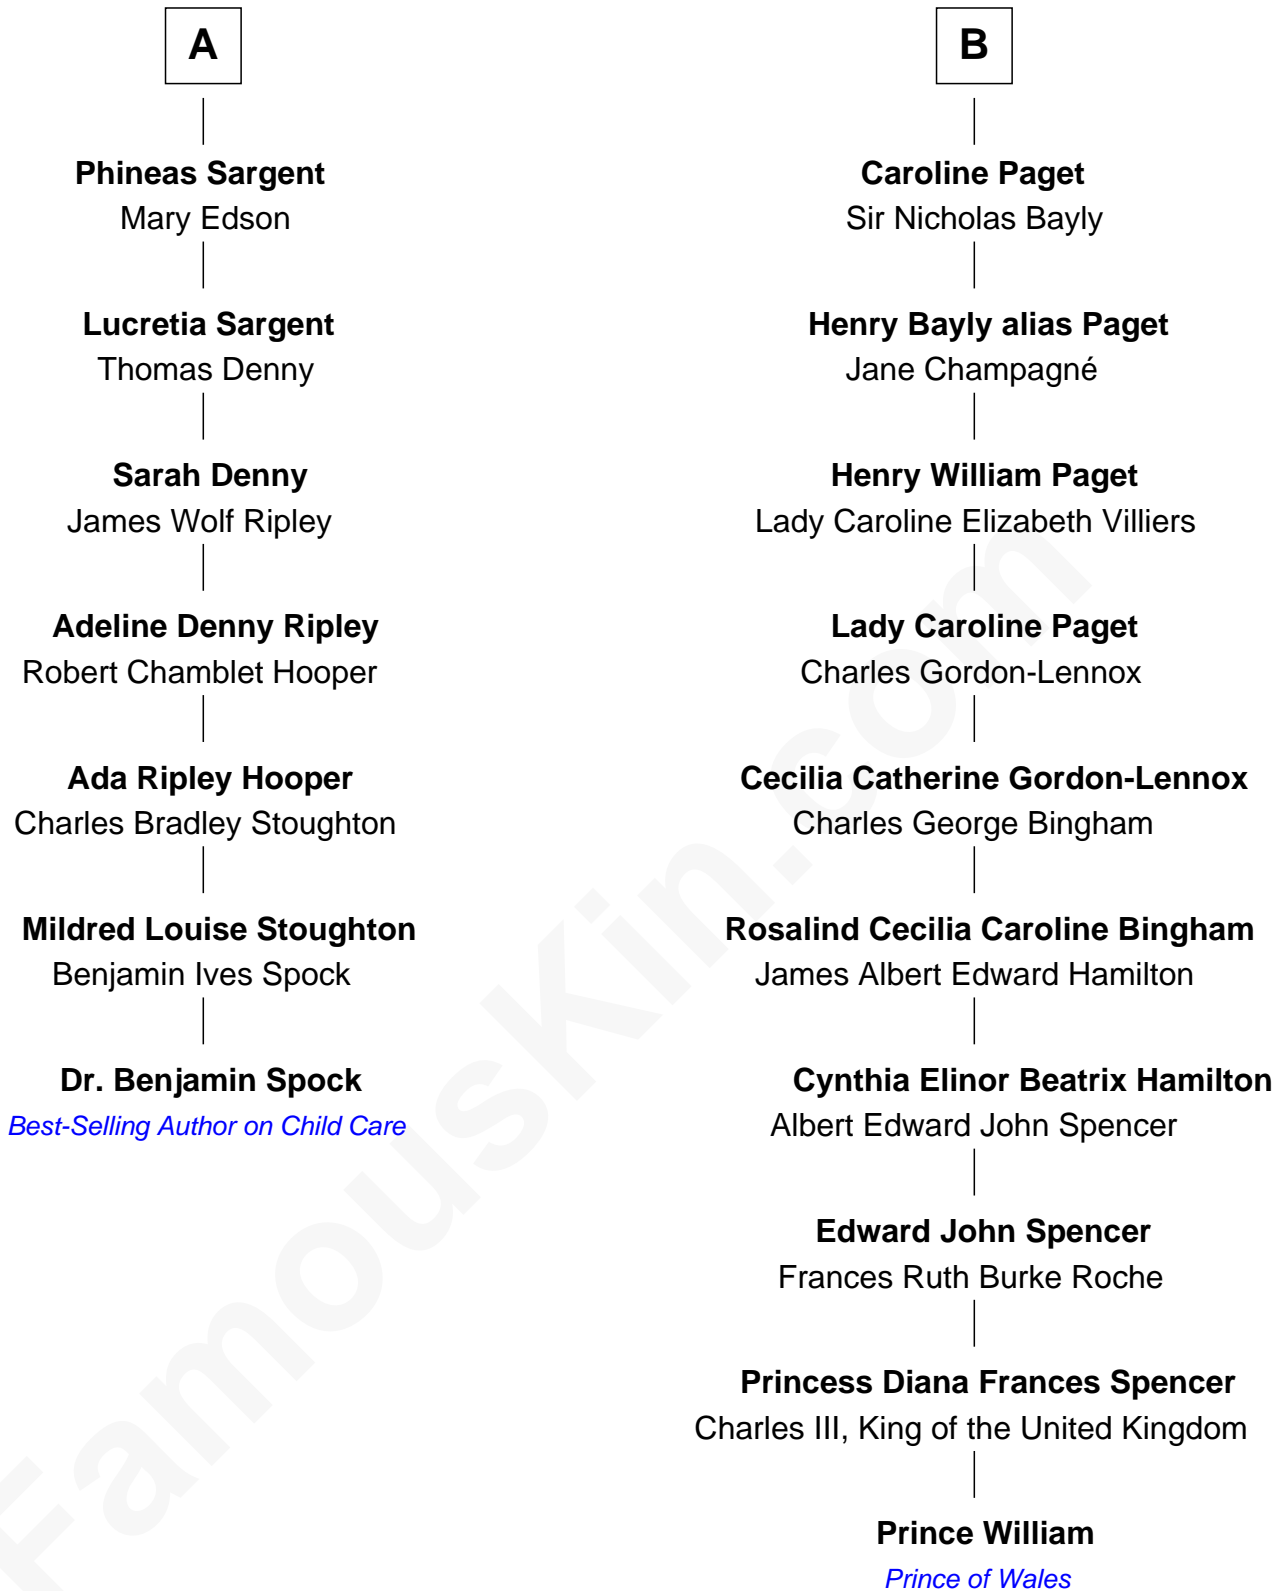 A
Phineas Sargent
Mary Edson
Lucretia Sargent
Thomas Denny
Sarah Denny
James Wolf Ripley
Adeline Denny Ripley
Robert Chamblet Hooper
Ada Ripley Hooper
Charles Bradley Stoughton
Mildred Louise Stoughton
Benjamin Ives Spock
Dr. Benjamin Spock
Best-Selling Author on Child Care
B
Caroline Paget
Sir Nicholas Bayly
Henry Bayly alias Paget
Jane Champagné
Henry William Paget
Lady Caroline Elizabeth Villiers
Lady Caroline Paget
Charles Gordon-Lennox
Cecilia Catherine Gordon-Lennox
Charles George Bingham
Rosalind Cecilia Caroline Bingham
James Albert Edward Hamilton
Cynthia Elinor Beatrix Hamilton
Albert Edward John Spencer
Edward John Spencer
Frances Ruth Burke Roche
Princess Diana Frances Spencer
Charles III, King of the United Kingdom
Prince William
Prince of Wales
FamousKin.com